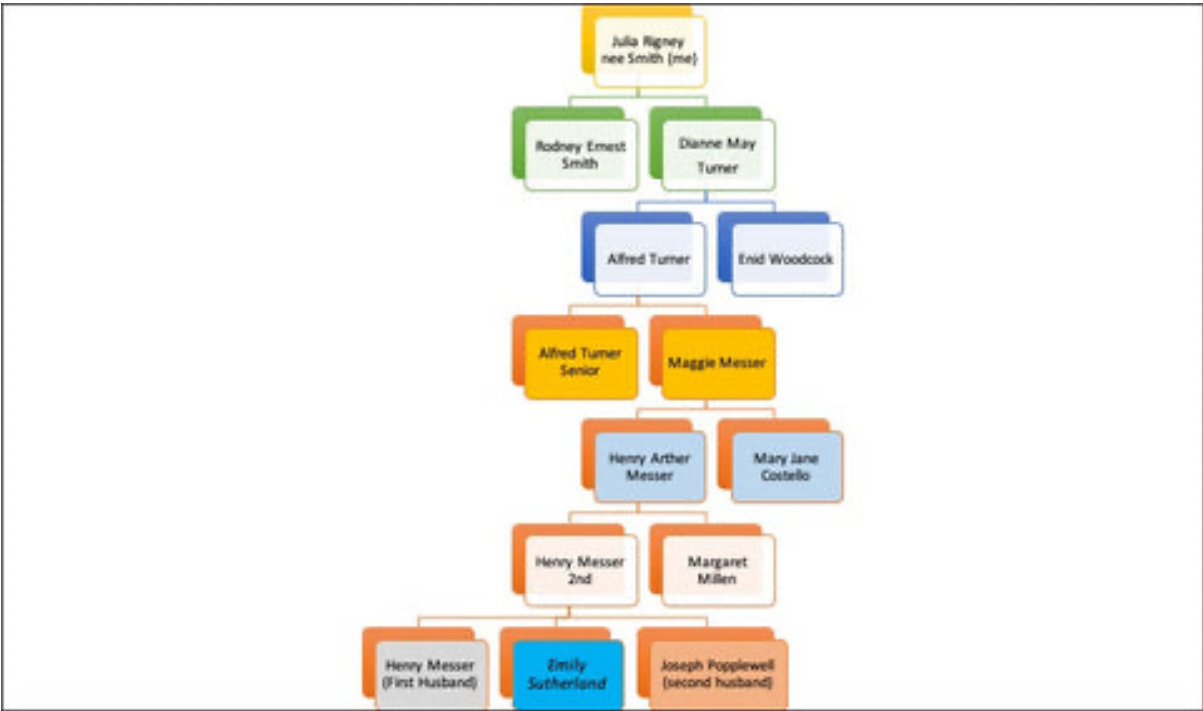 Julia Rigney
nee Smith (me)
Rodney Ernest
Smith
Dianne May
Turner
Alfred Turner
Enid Woodcock
Alfred Turner
Senior
Maggie Messer
Henry Arther
Messer
Mary Jane
Costello
Henry Messer
2nd
Margaret
Millen
Henry Messer
(First Husband)
Emily
Sutherland
Joseph Popplewell
(second husband)